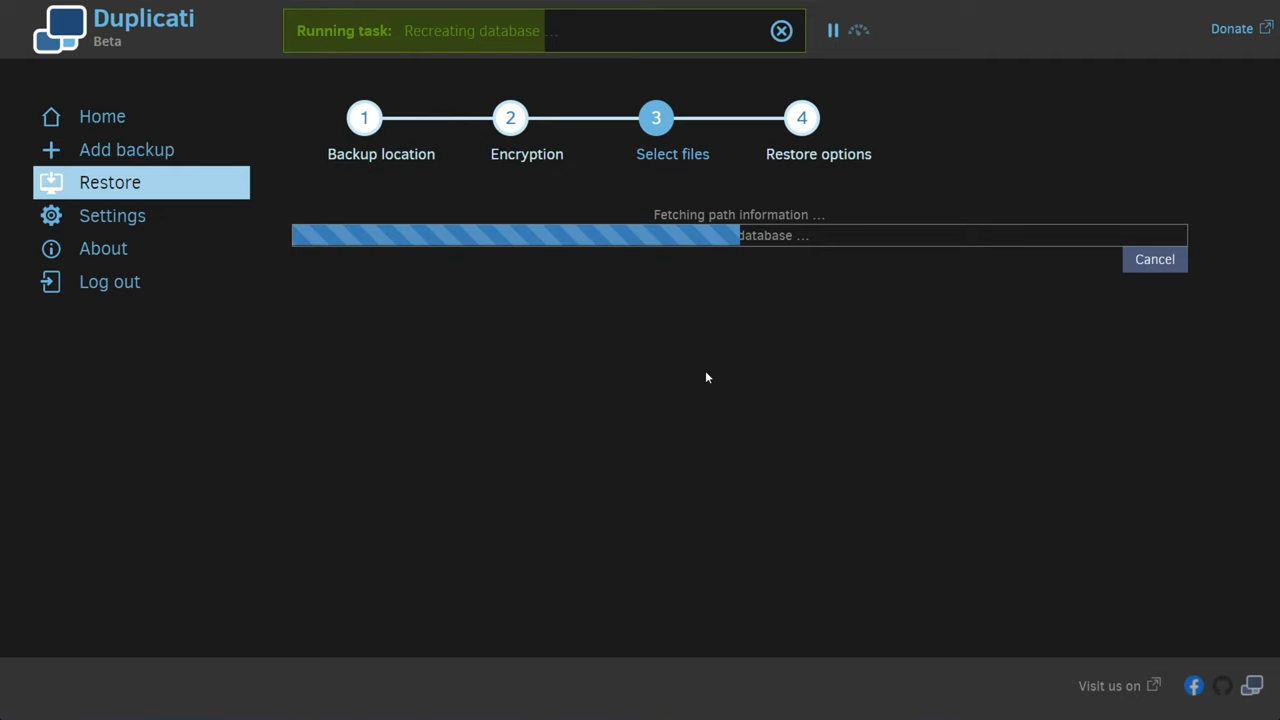 Duplicati
Beta
Running task: Recreating database ...
Donate
Home
Add backup
Restore
Settings
About
Log out
1
2
3
4
Backup location
Encryption
Select files
Restore options
Fetching path information ...
database ...
Cancel
Visit us on